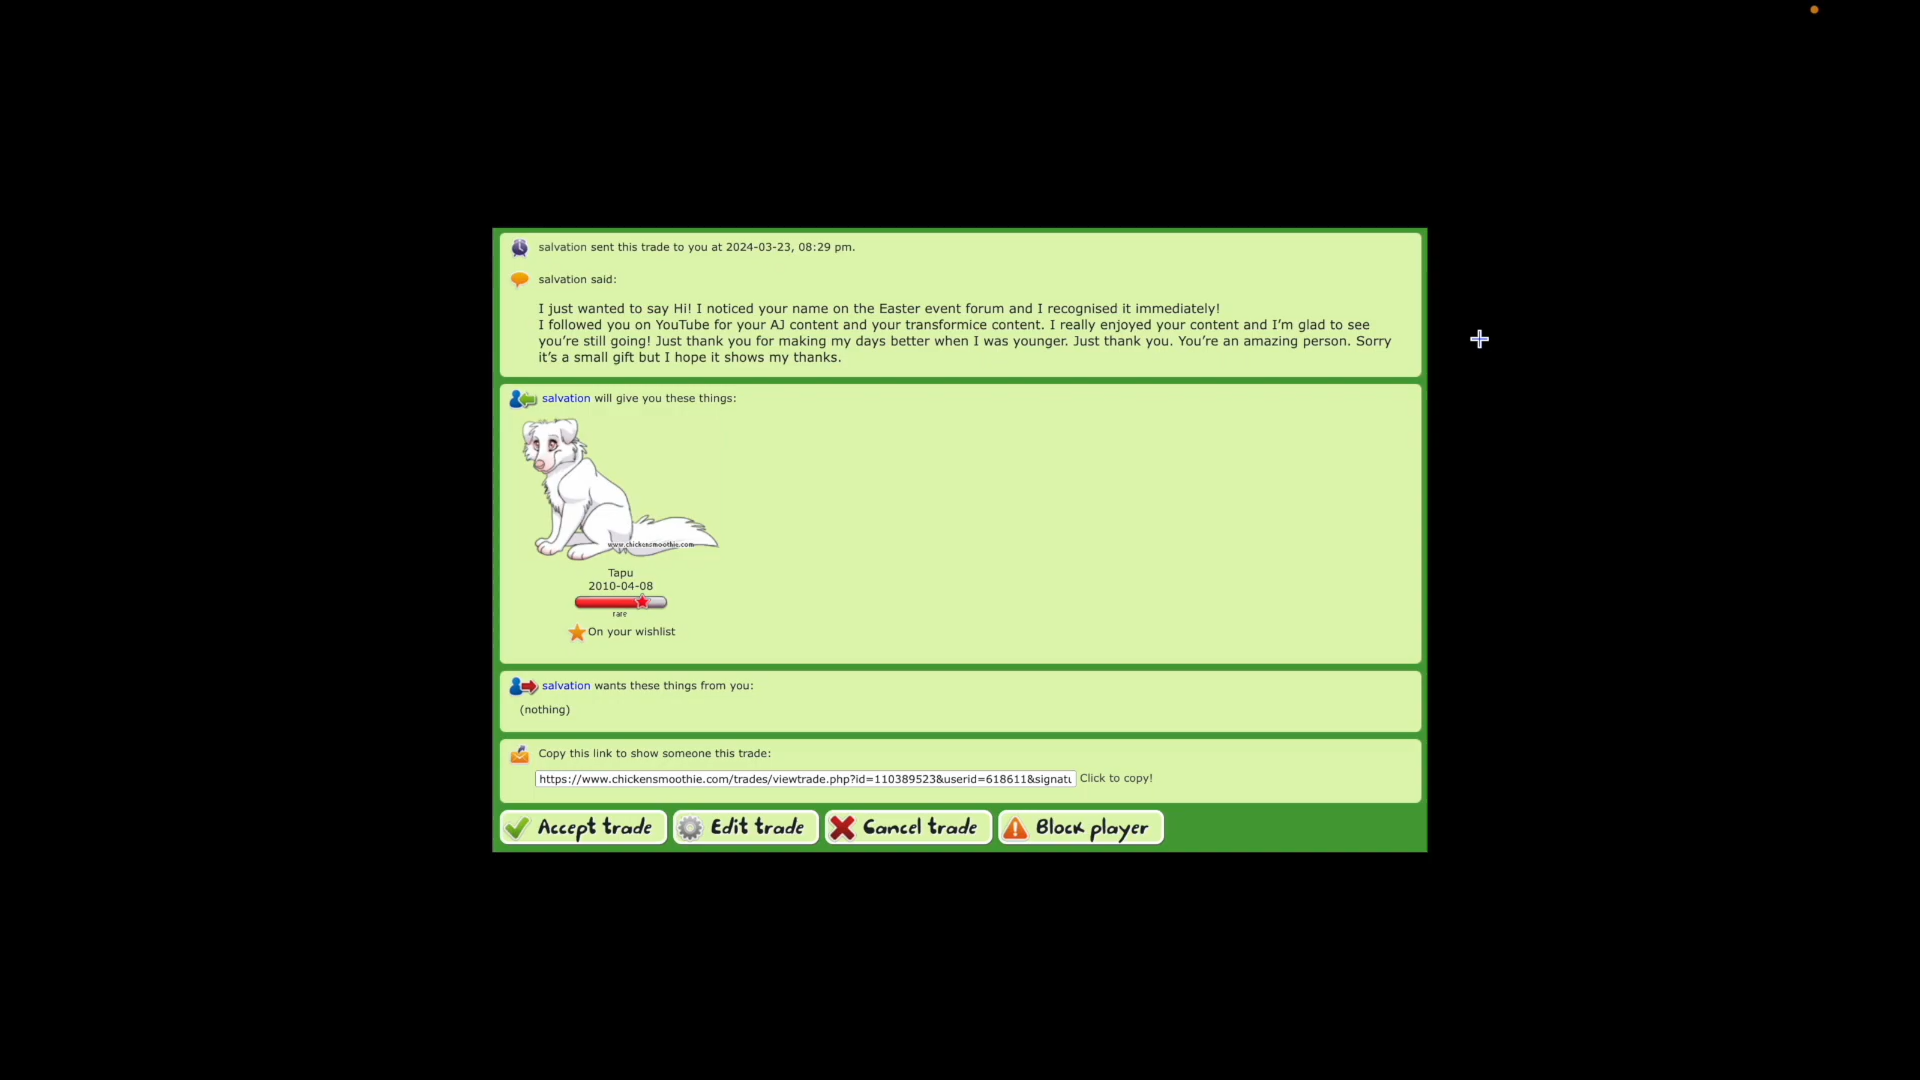 salvation sent this trade to you at 2024-03-23, 08:29 pm.
salvation said:
I just wanted to say Hi! I noticed your name on the Easter event forum and I recognised it immediately!
I followed you on YouTube for your AJ content and your transformice content. I really enjoyed your content and I'm glad to see
you're still going! Just thank you for making my days better when I was younger. Just thank you. You're an amazing person. Sorry
it's a small gift but I hope it shows my thanks.
salvation will give you these things:
www.chickensmoothie.com
Tapu
2010-04-08
rare
On your wishlist
salvation wants these things from you:
(nothing)
Copy this link to show someone this trade:
https://www.chickensmoothie.com/trades/viewtrade.php?id=110389523&userid=618611&signatu Click to copy!
Accept trade Edit trade Cancel trade Block player